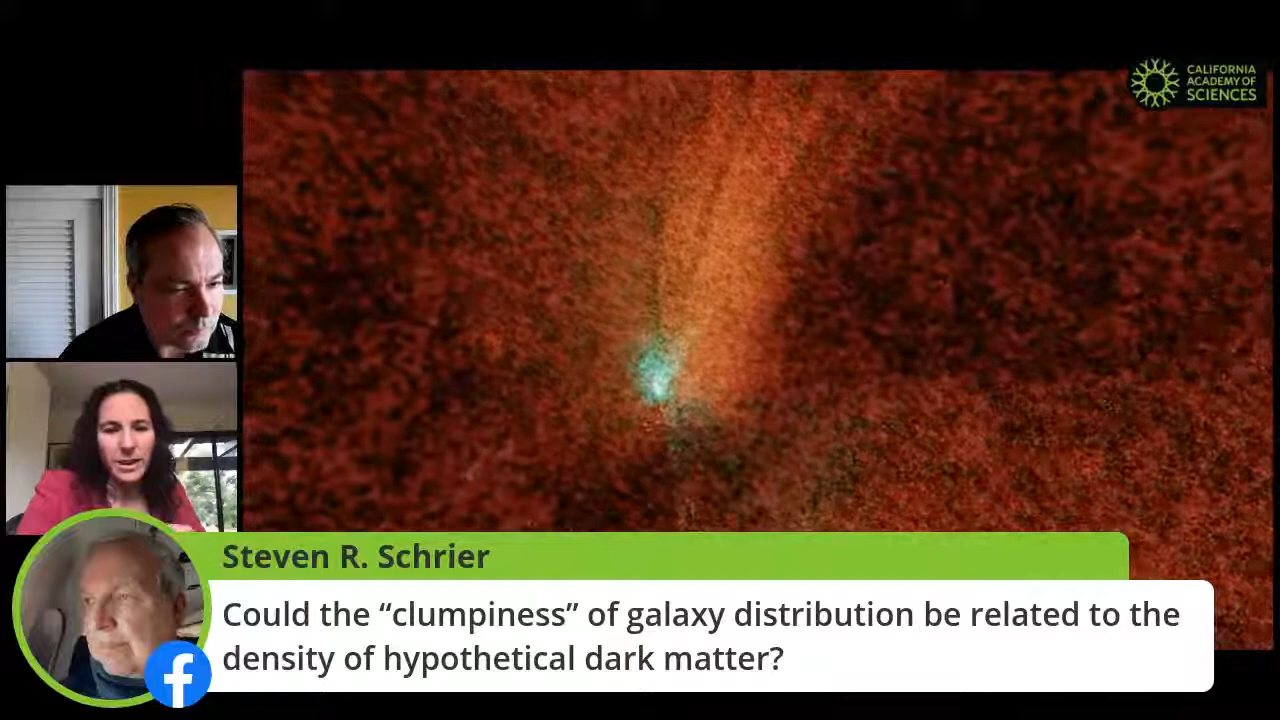 CALIFORNIA
ACADEMY OF
SCIENCES
Steven R. Schrier
Could the “clumpiness” of galaxy distribution be related to the
density of hypothetical dark matter?